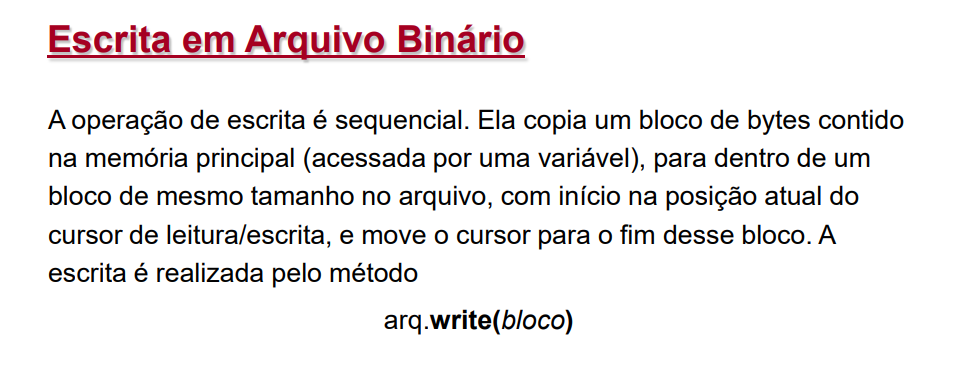 Escrita em Arquivo Binário
A operação de escrita é sequencial. Ela copia um bloco de bytes contido
na memória principal (acessada por uma variável), para dentro de um
bloco de mesmo tamanho no arquivo, com início na posição atual do
cursor de leitura/escrita, e move o cursor para o fim desse bloco. A
escrita é realizada pelo método
arq.write(bloco)